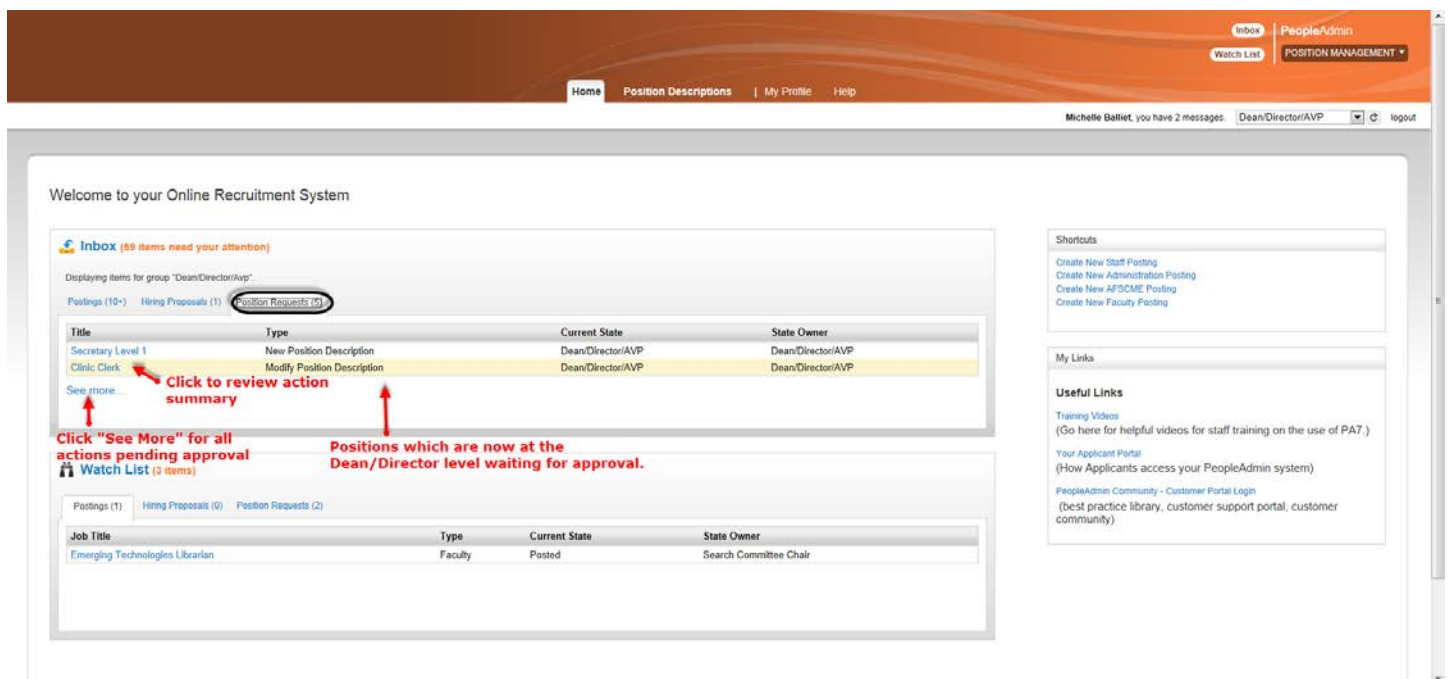 Inbox PeopleAdmin
Watch List POSITION MANAGEMENT
Home Position Descriptions | My Profile Help
Michelle Balliet, you have 2 messages. Dean/Director/AVP logout
Welcome to your Online Recruitment System
Inbox (59 items need your attention)
Displaying items for group "Dean/Director/Avp".
Postings (10+) Hiring Proposals (1) Position Requests (5)
Title Type Current State State Owner
Secretary Level 1 New Position Description Dean/Director/AVP Dean/Director/AVP
Clinic Clerk Modify Position Description Dean/Director/AVP Dean/Director/AVP
See more...
Click to review action
summary
Click "See More" for all
actions pending approval
Positions which are now at the
Dean/Director level waiting for approval.
Watch List (3 items)
Postings (1) Hiring Proposals (0) Position Requests (2)
Job Title Type Current State State Owner
Emerging Technologies Librarian Faculty Posted Search Committee Chair
Shortcuts
Create New Staff Posting
Create New Administration Posting
Create New AFSCME Posting
Create New Faculty Posting
My Links
Useful Links
Training Videos
(Go here for helpful videos for staff training on the use of PA7.)
Your Applicant Portal
(How Applicants access your PeopleAdmin system)
PeopleAdmin Community - Customer Portal Login
(best practice library, customer support portal, customer
community)